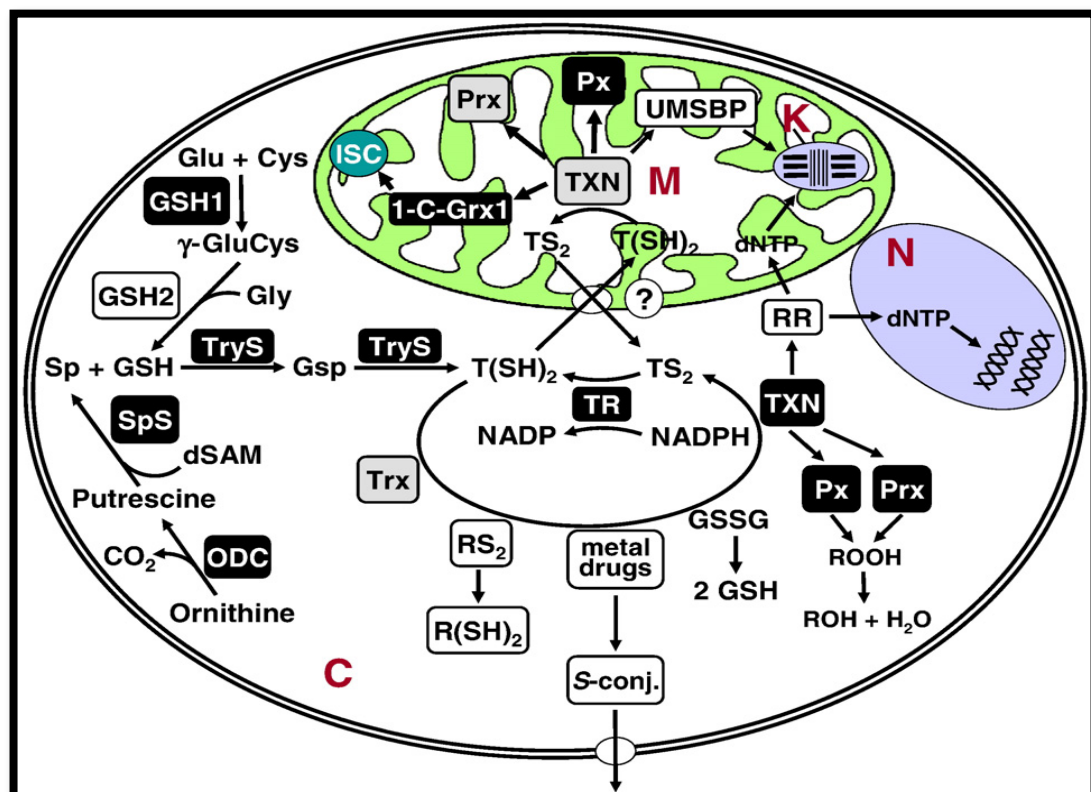 Px
Prx
UMSBP
K
ISC
TXN
M
Glu + Cys
GSH1
1-C-Grx1
γ-GluCys
TS₂
T(SH)₂
dNTP
N
GSH2
Gly
?
RR
dNTP
TryS
TryS
Sp + GSH
Gsp
T(SH)₂
TS₂
TR
TXN
SpS
NADP
NADPH
dSAM
Trx
Putrescine
Px
Prx
GSSG
RS₂
metal
drugs
CO₂
ODC
ROOH
2 GSH
Ornithine
R(SH)₂
ROH + H₂O
C
S-conj.